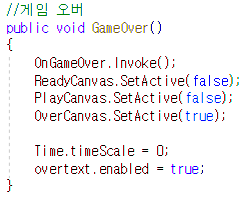 //게임 오버
public void GameOver()
{
OnGameOver.Invoke();
ReadyCanvas.SetActive(false);
PlayCanvas.SetActive(false);
OverCanvas.SetActive(true);
Time.timeScale = 0;
overtext.enabled = true;
}